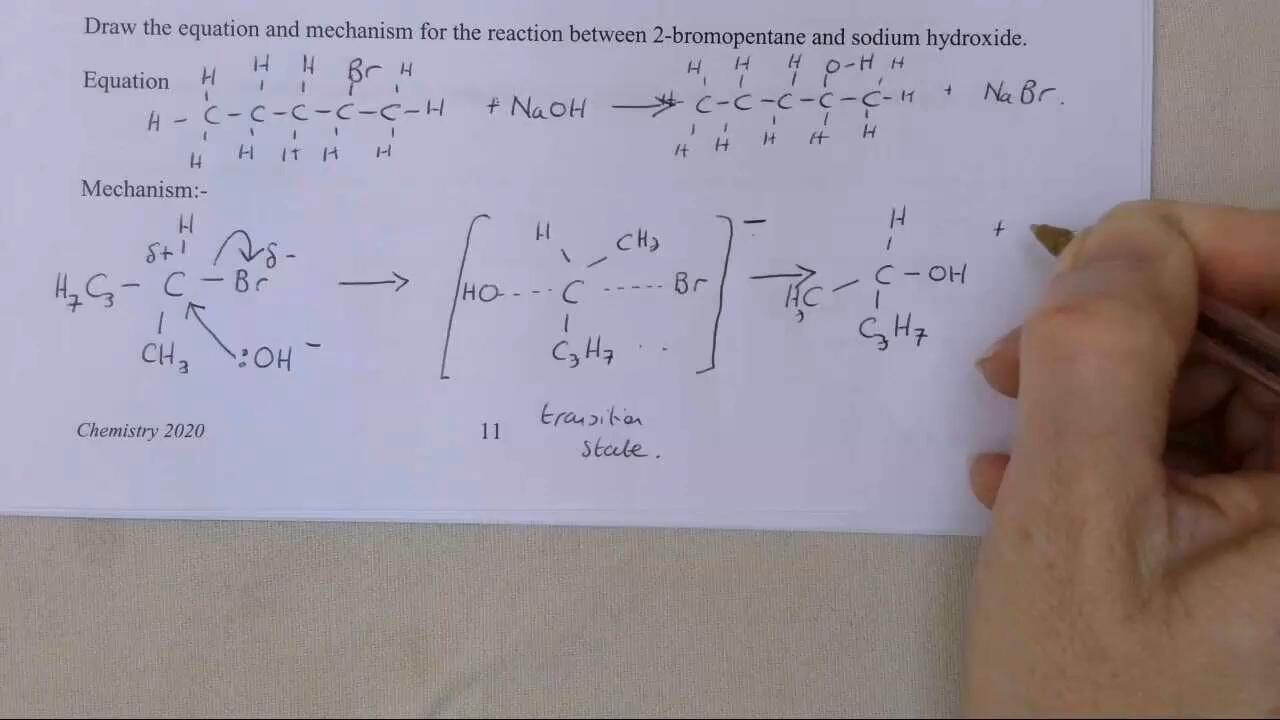 Draw the equation and mechanism for the reaction between 2-bromopentane and sodium hydroxide.
H H H Br H H H H O-H H
Equation
H - C - C - C - C - C - H + NaOH → H C - C - C - C - C - H + NaBr.
H H H H H H H H H H
Mechanism:-
H H CH₃ − H +
δ+ δ-
H₇C₃ - C - Br → [HO---C-----Br] → H₃C - C - OH
CH₃ :OH − C₃H₇ C₃H₇
Chemistry 2020
11
transition
state.